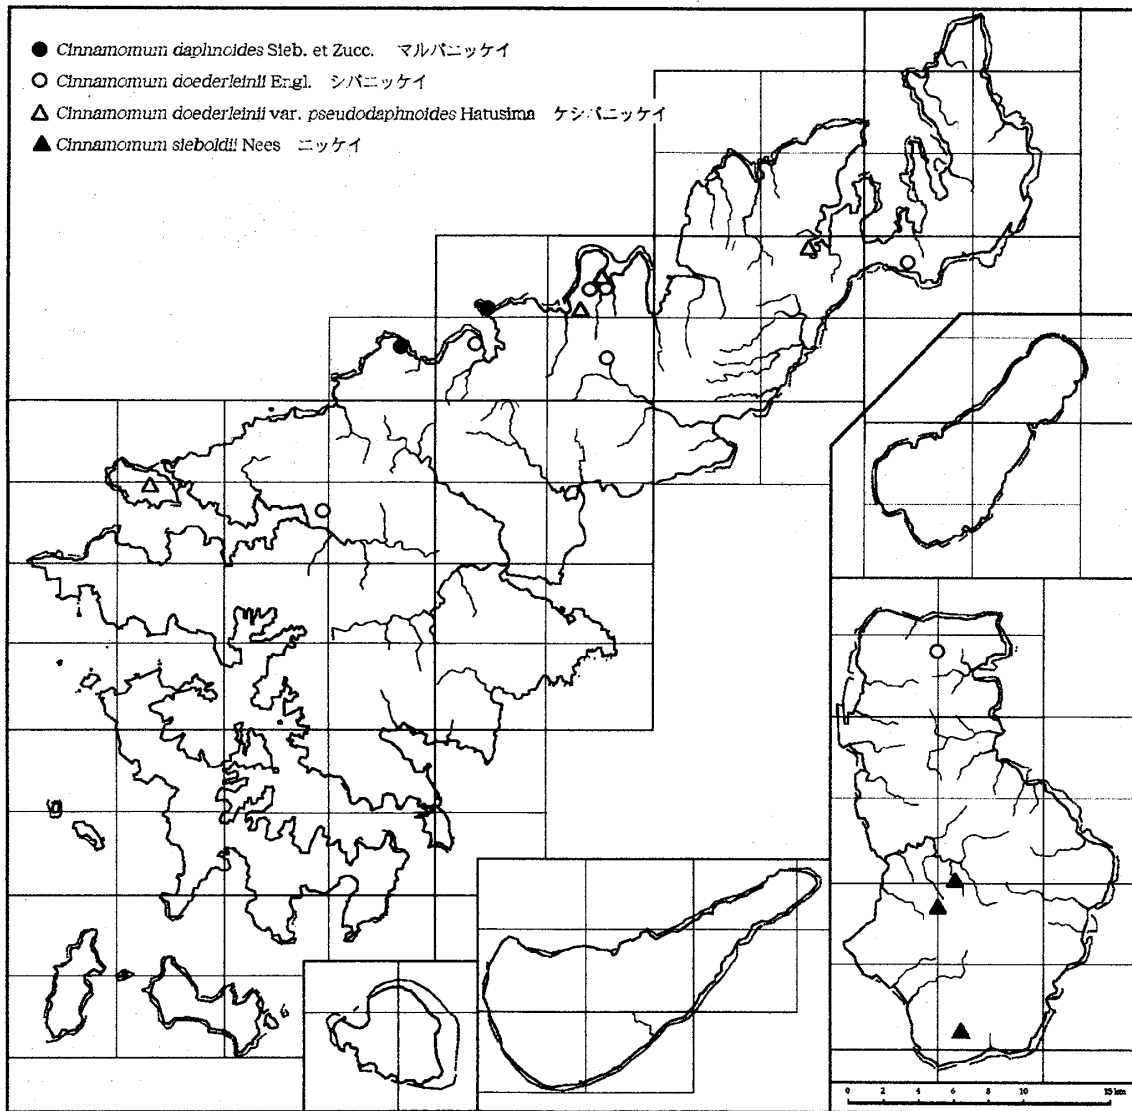 ● Cinnamomum daphnoides Sieb. et Zucc. マルバニッケイ
○ Cinnamomum doederleinii Engl. シバニッケイ
△ Cinnamomum doederleinii var. pseudodaphnoides Hatusima ケシバニッケイ
▲ Cinnamomum sieboldii Nees ニッケイ
0 2 4 6 8 10 15 km